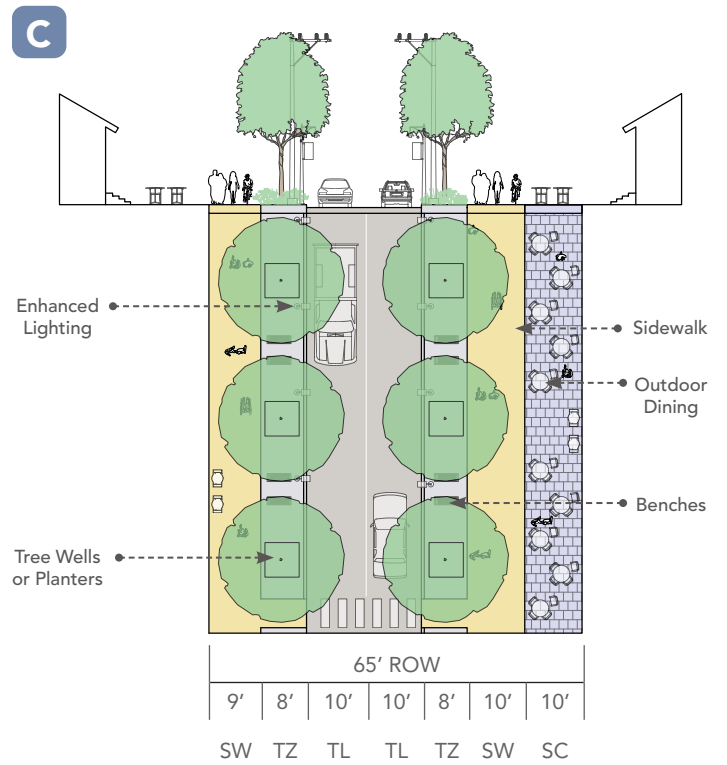 C
Enhanced
Lighting
Sidewalk
Outdoor
Dining
Benches
Tree Wells
or Planters
65’ ROW
9’ 8’ 10’ 10’ 8’ 10’ 10’
SW TZ TL TL TZ SW SC